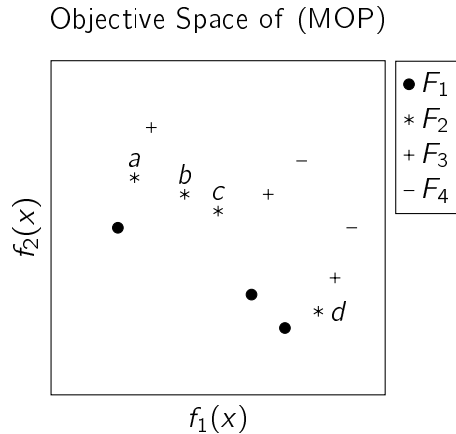 Objective Space of (MOP)
F₁
F₂
F₃
F₄
a
b
c
d
f₂(x)
f₁(x)